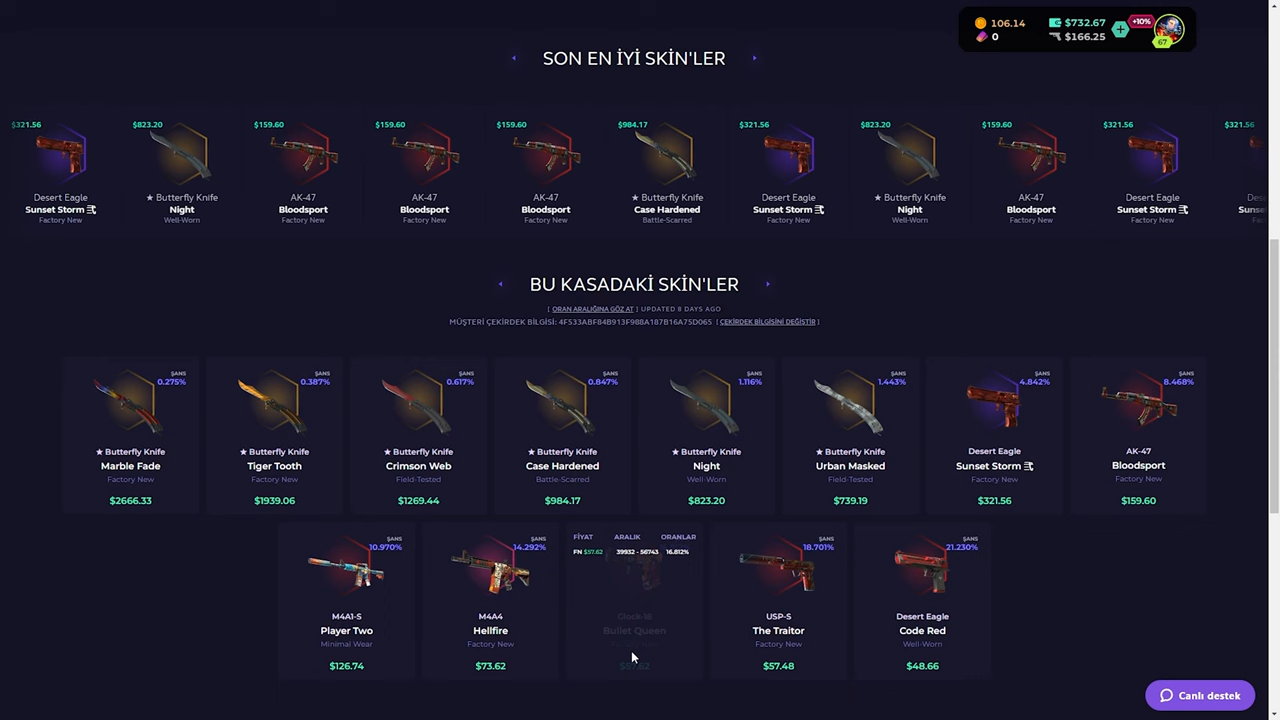 106.14
0
$732.67
$166.25
+10%
67
SON EN İYİ SKİN'LER
$321.56
Desert Eagle
Sunset Storm 壱
Factory New
$823.20
★ Butterfly Knife
Night
Well-Worn
$159.60
AK-47
Bloodsport
Factory New
$159.60
AK-47
Bloodsport
Factory New
$159.60
AK-47
Bloodsport
Factory New
$984.17
★ Butterfly Knife
Case Hardened
Battle-Scarred
$321.56
Desert Eagle
Sunset Storm 壱
Factory New
$823.20
★ Butterfly Knife
Night
Well-Worn
$159.60
AK-47
Bloodsport
Factory New
$321.56
Desert Eagle
Sunset Storm 壱
Factory New
$321.56
BU KASADAKİ SKİN'LER
[ ORAN ARALIĞINA GÖZ AT ] UPDATED 8 DAYS AGO
MÜŞTERİ ÇEKİRDEK BİLGİSİ: 4F533ABF84B913F988A187B16A75D065 [ ÇEKİRDEK BİLGİSİNİ DEĞİŞTİR ]
ŞANS
0.275%
★ Butterfly Knife
Marble Fade
Factory New
$2666.33
ŞANS
0.387%
★ Butterfly Knife
Tiger Tooth
Factory New
$1939.06
ŞANS
0.617%
★ Butterfly Knife
Crimson Web
Field-Tested
$1269.44
ŞANS
0.847%
★ Butterfly Knife
Case Hardened
Battle-Scarred
$984.17
ŞANS
1.116%
★ Butterfly Knife
Night
Well-Worn
$823.20
ŞANS
1.443%
★ Butterfly Knife
Urban Masked
Field-Tested
$739.19
ŞANS
4.842%
Desert Eagle
Sunset Storm
Factory New
$321.56
ŞANS
8.468%
AK-47
Bloodsport
Factory New
$159.60
ŞANS
10.970%
M4A1-S
Player Two
Minimal Wear
$126.74
ŞANS
14.292%
M4A4
Hellfire
Factory New
$73.62
FİYAT ARALIK ORANLAR
FN $57.62 39932 - 56743 16.812%
Glock-18
Bullet Queen
$57.62
ŞANS
18.701%
USP-S
The Traitor
Factory New
$57.48
ŞANS
21.230%
Desert Eagle
Code Red
Well-Worn
$48.66
Canlı destek